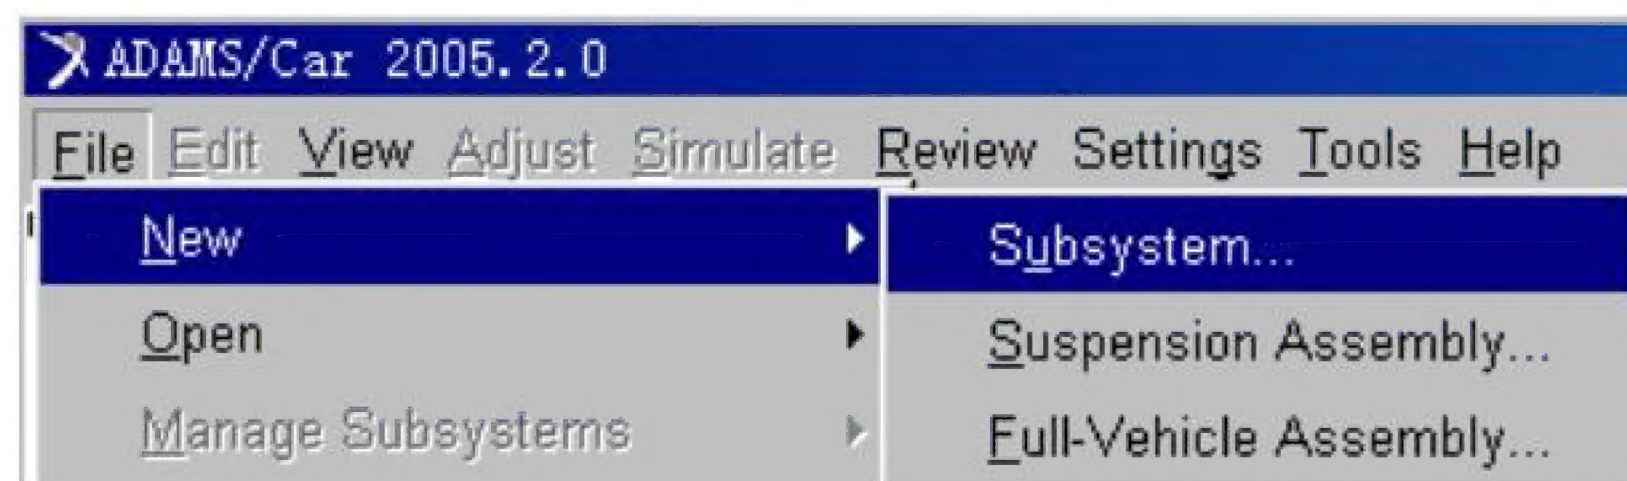 ADAMS/Car 2005.2.0
File Edit View Adjust Simulate Review Settings Tools Help
New Subsystem...
Open Suspension Assembly...
Manage Subsystems Full-Vehicle Assembly...